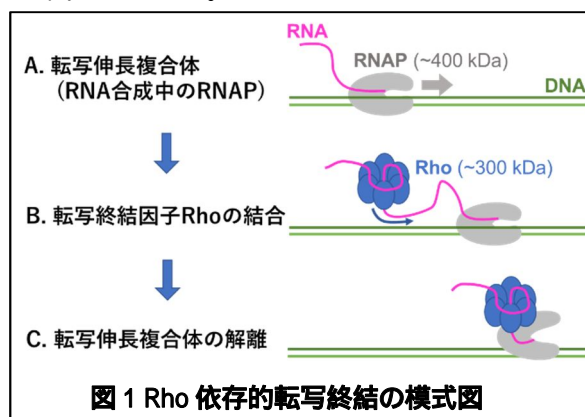 RNA
A. 転写伸長複合体
(RNA合成中のRNAP)
RNAP (~400 kDa)
DNA
Rho (~300 kDa)
B. 転写終結因子Rhoの結合
C. 転写伸長複合体の解離
図 1 Rho 依存的転写終結の模式図